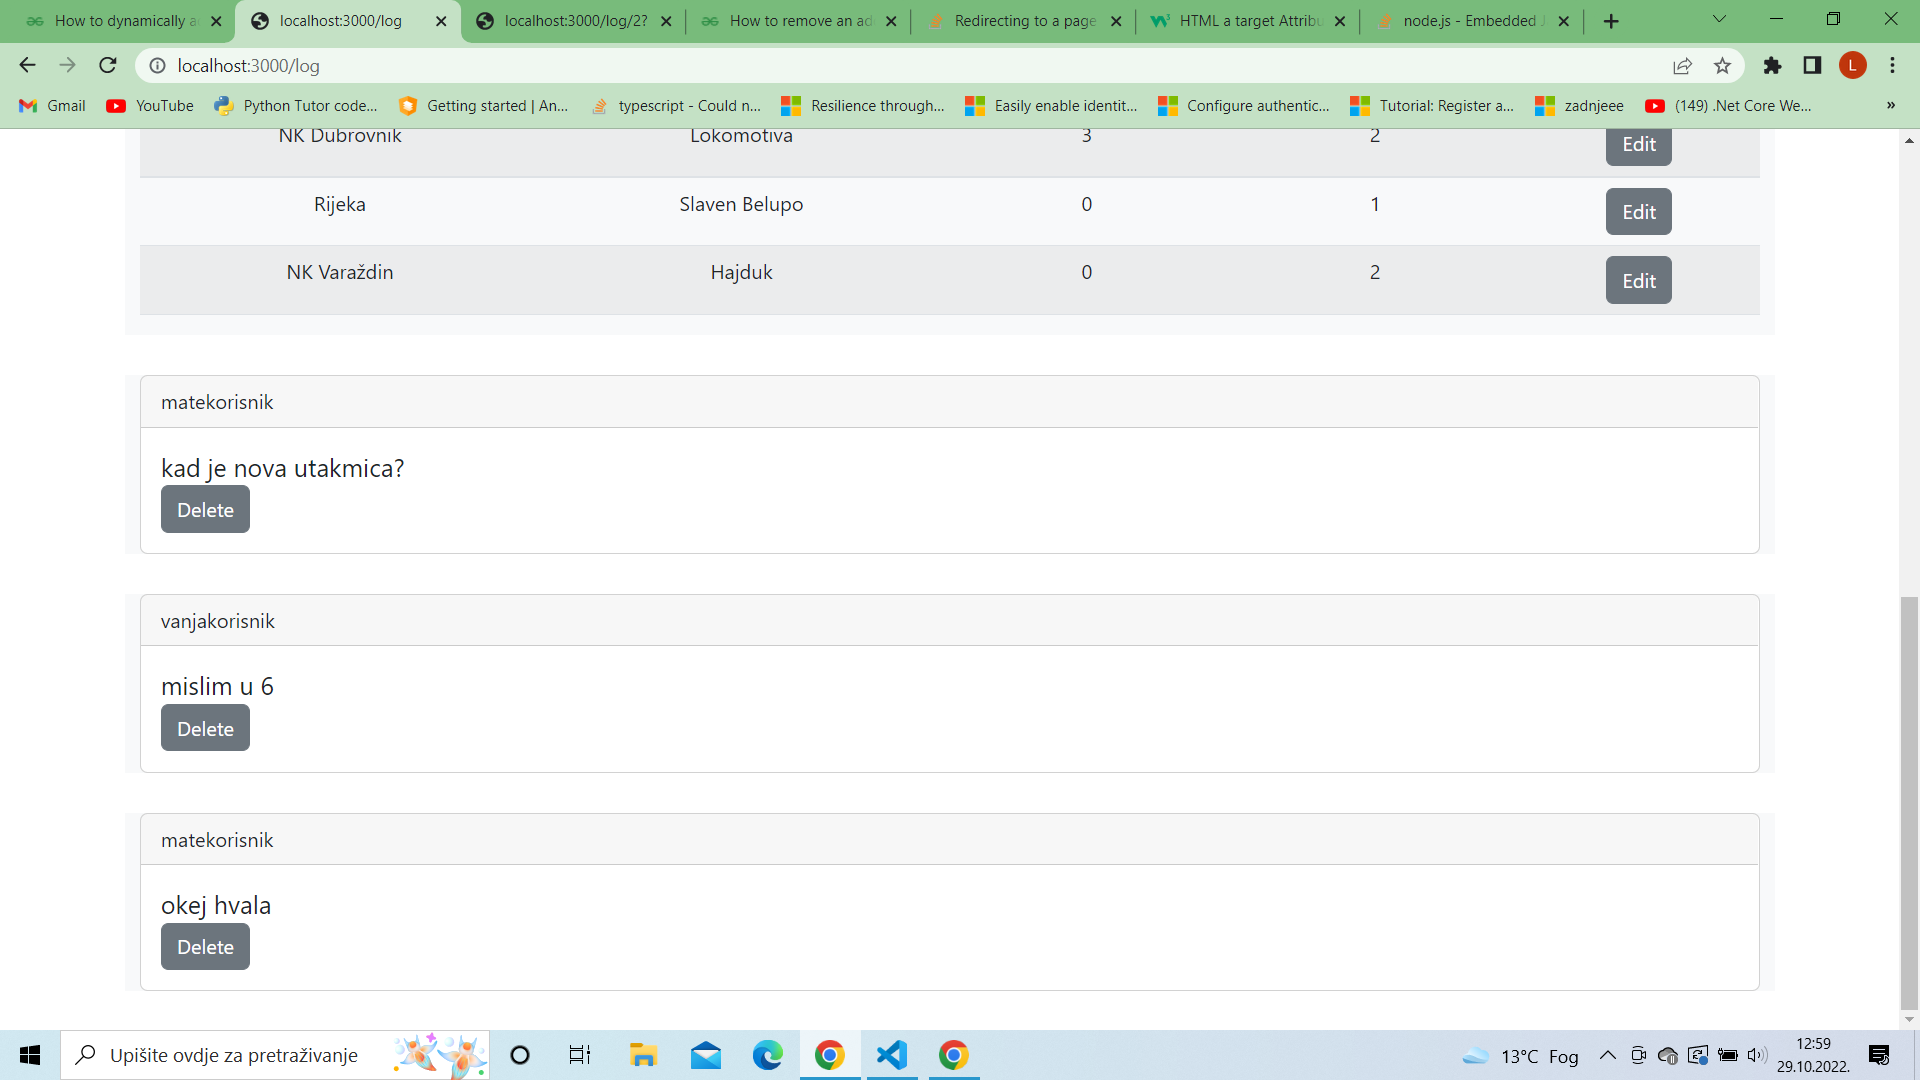 How to dynamically a
localhost:3000/log
localhost:3000/log/2?
How to remove an ad
Redirecting to a page
HTML a target Attribu
node.js - Embedded J
localhost:3000/log
L
Gmail
YouTube
Python Tutor code...
Getting started | An...
typescript - Could n...
Resilience through...
Easily enable identit...
Configure authentic...
Tutorial: Register a...
zadnjeee
(149) .Net Core We...
»
NK Dubrovnik Lokomotiva 3 2 Edit
Rijeka Slaven Belupo 0 1 Edit
NK Varaždin Hajduk 0 2 Edit
matekorisnik
kad je nova utakmica?
Delete
vanjakorisnik
mislim u 6
Delete
matekorisnik
okej hvala
Delete
Upišite ovdje za pretraživanje
13°C Fog
12:59
29.10.2022.